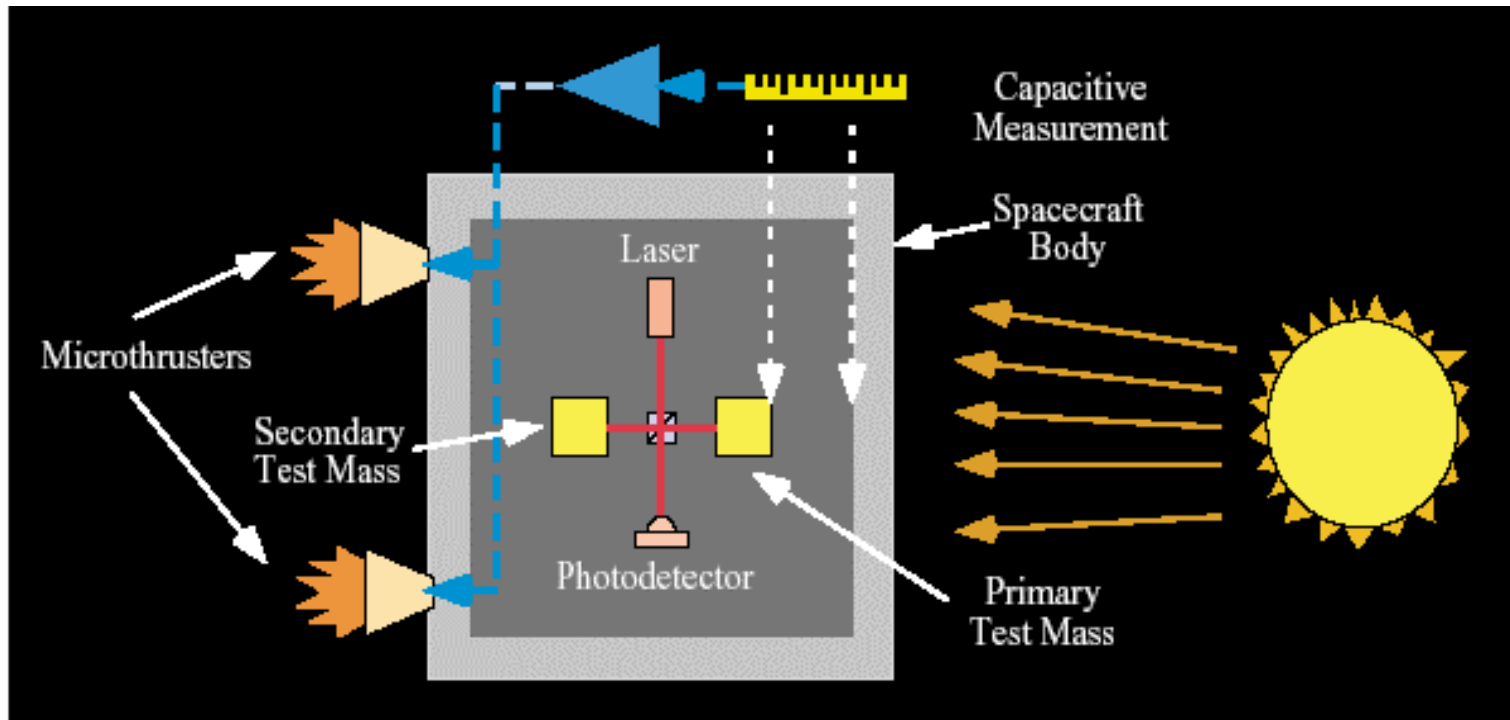 Capacitive
Measurement
Spacecraft
Body
Laser
Microthrusters
Secondary
Test Mass
Photodetector
Primary
Test Mass